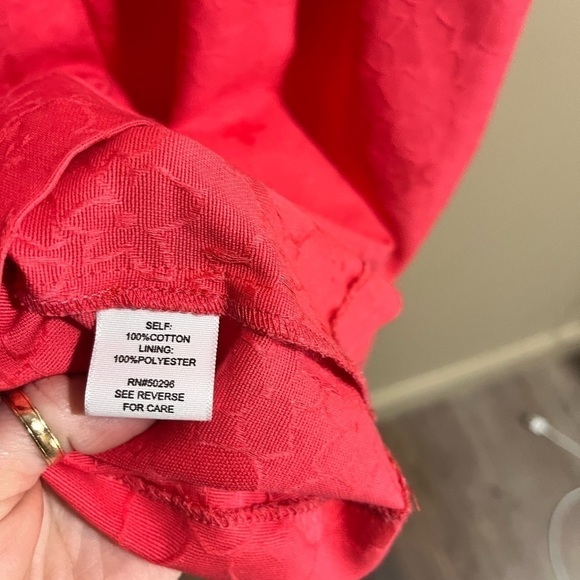 SELF:
100%COTTON
LINING:
100%POLYESTER
RN#50296
SEE REVERSE
FOR CARE